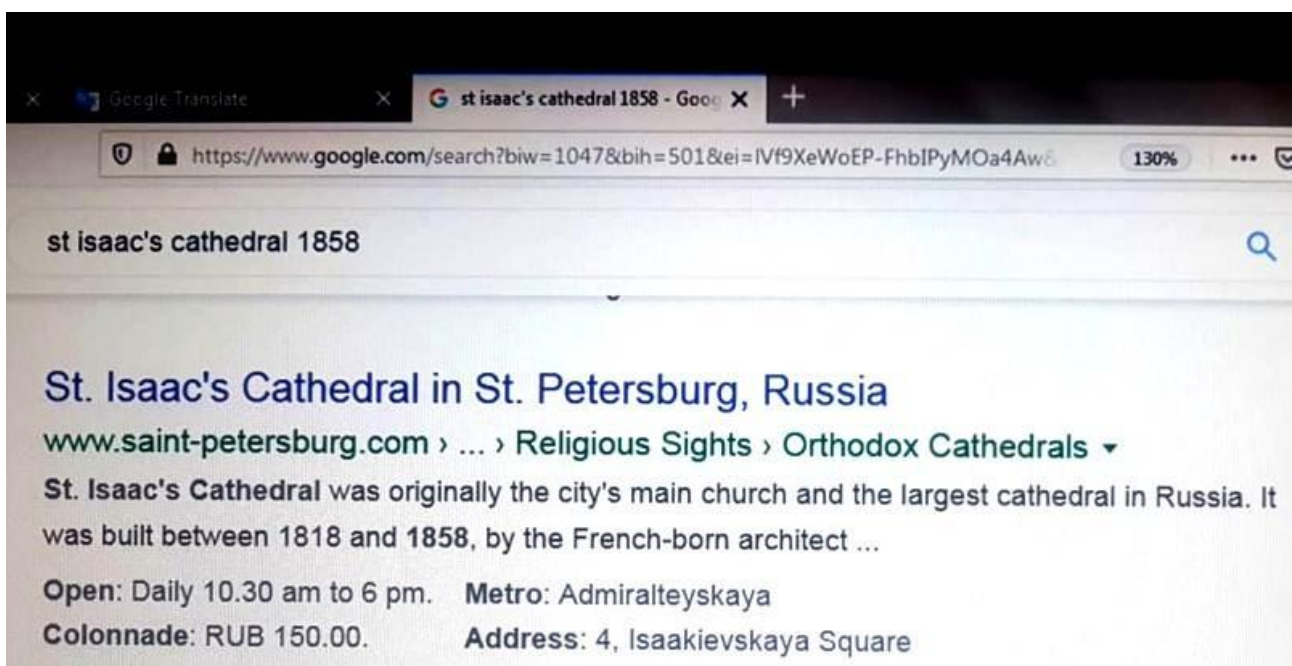 Google Translate
st isaac's cathedral 1858 - Goog
https://www.google.com/search?biw=1047&bih=501&ei=IVf9XeWoEP-FhbIPyMOa4Aw&
130%
st isaac's cathedral 1858
St. Isaac's Cathedral in St. Petersburg, Russia
www.saint-petersburg.com › ... › Religious Sights › Orthodox Cathedrals
St. Isaac's Cathedral was originally the city's main church and the largest cathedral in Russia. It
was built between 1818 and 1858, by the French-born architect ...
Open: Daily 10.30 am to 6 pm. Metro: Admiralteyskaya
Colonnade: RUB 150.00. Address: 4, Isaakievskaya Square